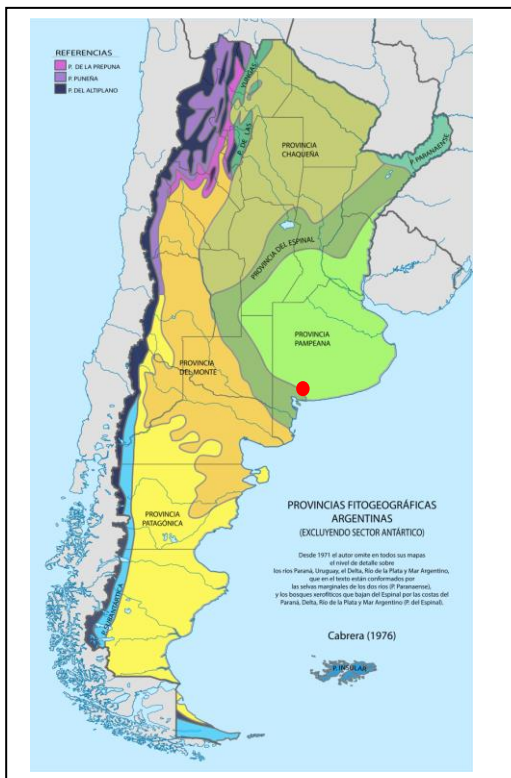 REFERENCIAS
P. DE LA PREPUNA
P. PUNEÑA
P. DEL ALTIPLANO
P. DE LAS YUNGAS
PROVINCIA
CHAQUEÑA
P. PARANAENSE
PROVINCIA DEL ESPINAL
PROVINCIA
PAMPEANA
PROVINCIA
DEL MONTE
PROVINCIA
PATAGÓNICA
P. SUBANTÁRTICA
PROVINCIAS FITOGEOGRÁFICAS
ARGENTINAS
(EXCLUYENDO SECTOR ANTÁRTICO)
Desde 1971 el autor omite en todos sus mapas
el nivel de detalle sobre
los ríos Paraná, Uruguay, el Delta, Río de la Plata y Mar Argentino,
que en el texto están conformados por
las selvas marginales de los dos ríos (P. Paranaense),
y los bosques xerofíticos que bajan del Espinal por las costas del
Paraná, Delta, Río de la Plata y Mar Argentino (P. del Espinal).
Cabrera (1976)
P. INSULAR